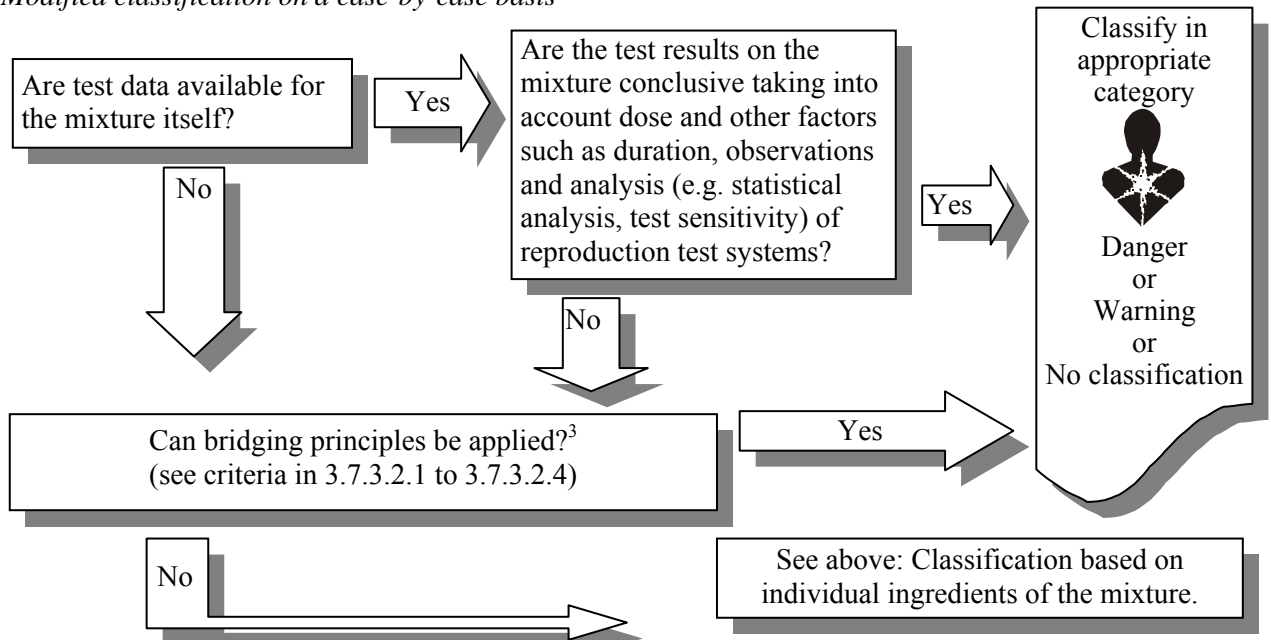 Modified classification on a case-by-case basis
Are test data available for
the mixture itself?
Yes
Are the test results on the
mixture conclusive taking into
account dose and other factors
such as duration, observations
and analysis (e.g. statistical
analysis, test sensitivity) of
reproduction test systems?
Yes
Classify in
appropriate
category
Danger
or
Warning
or
No classification
No
No
Can bridging principles be applied?³
(see criteria in 3.7.3.2.1 to 3.7.3.2.4)
Yes
No
See above: Classification based on
individual ingredients of the mixture.